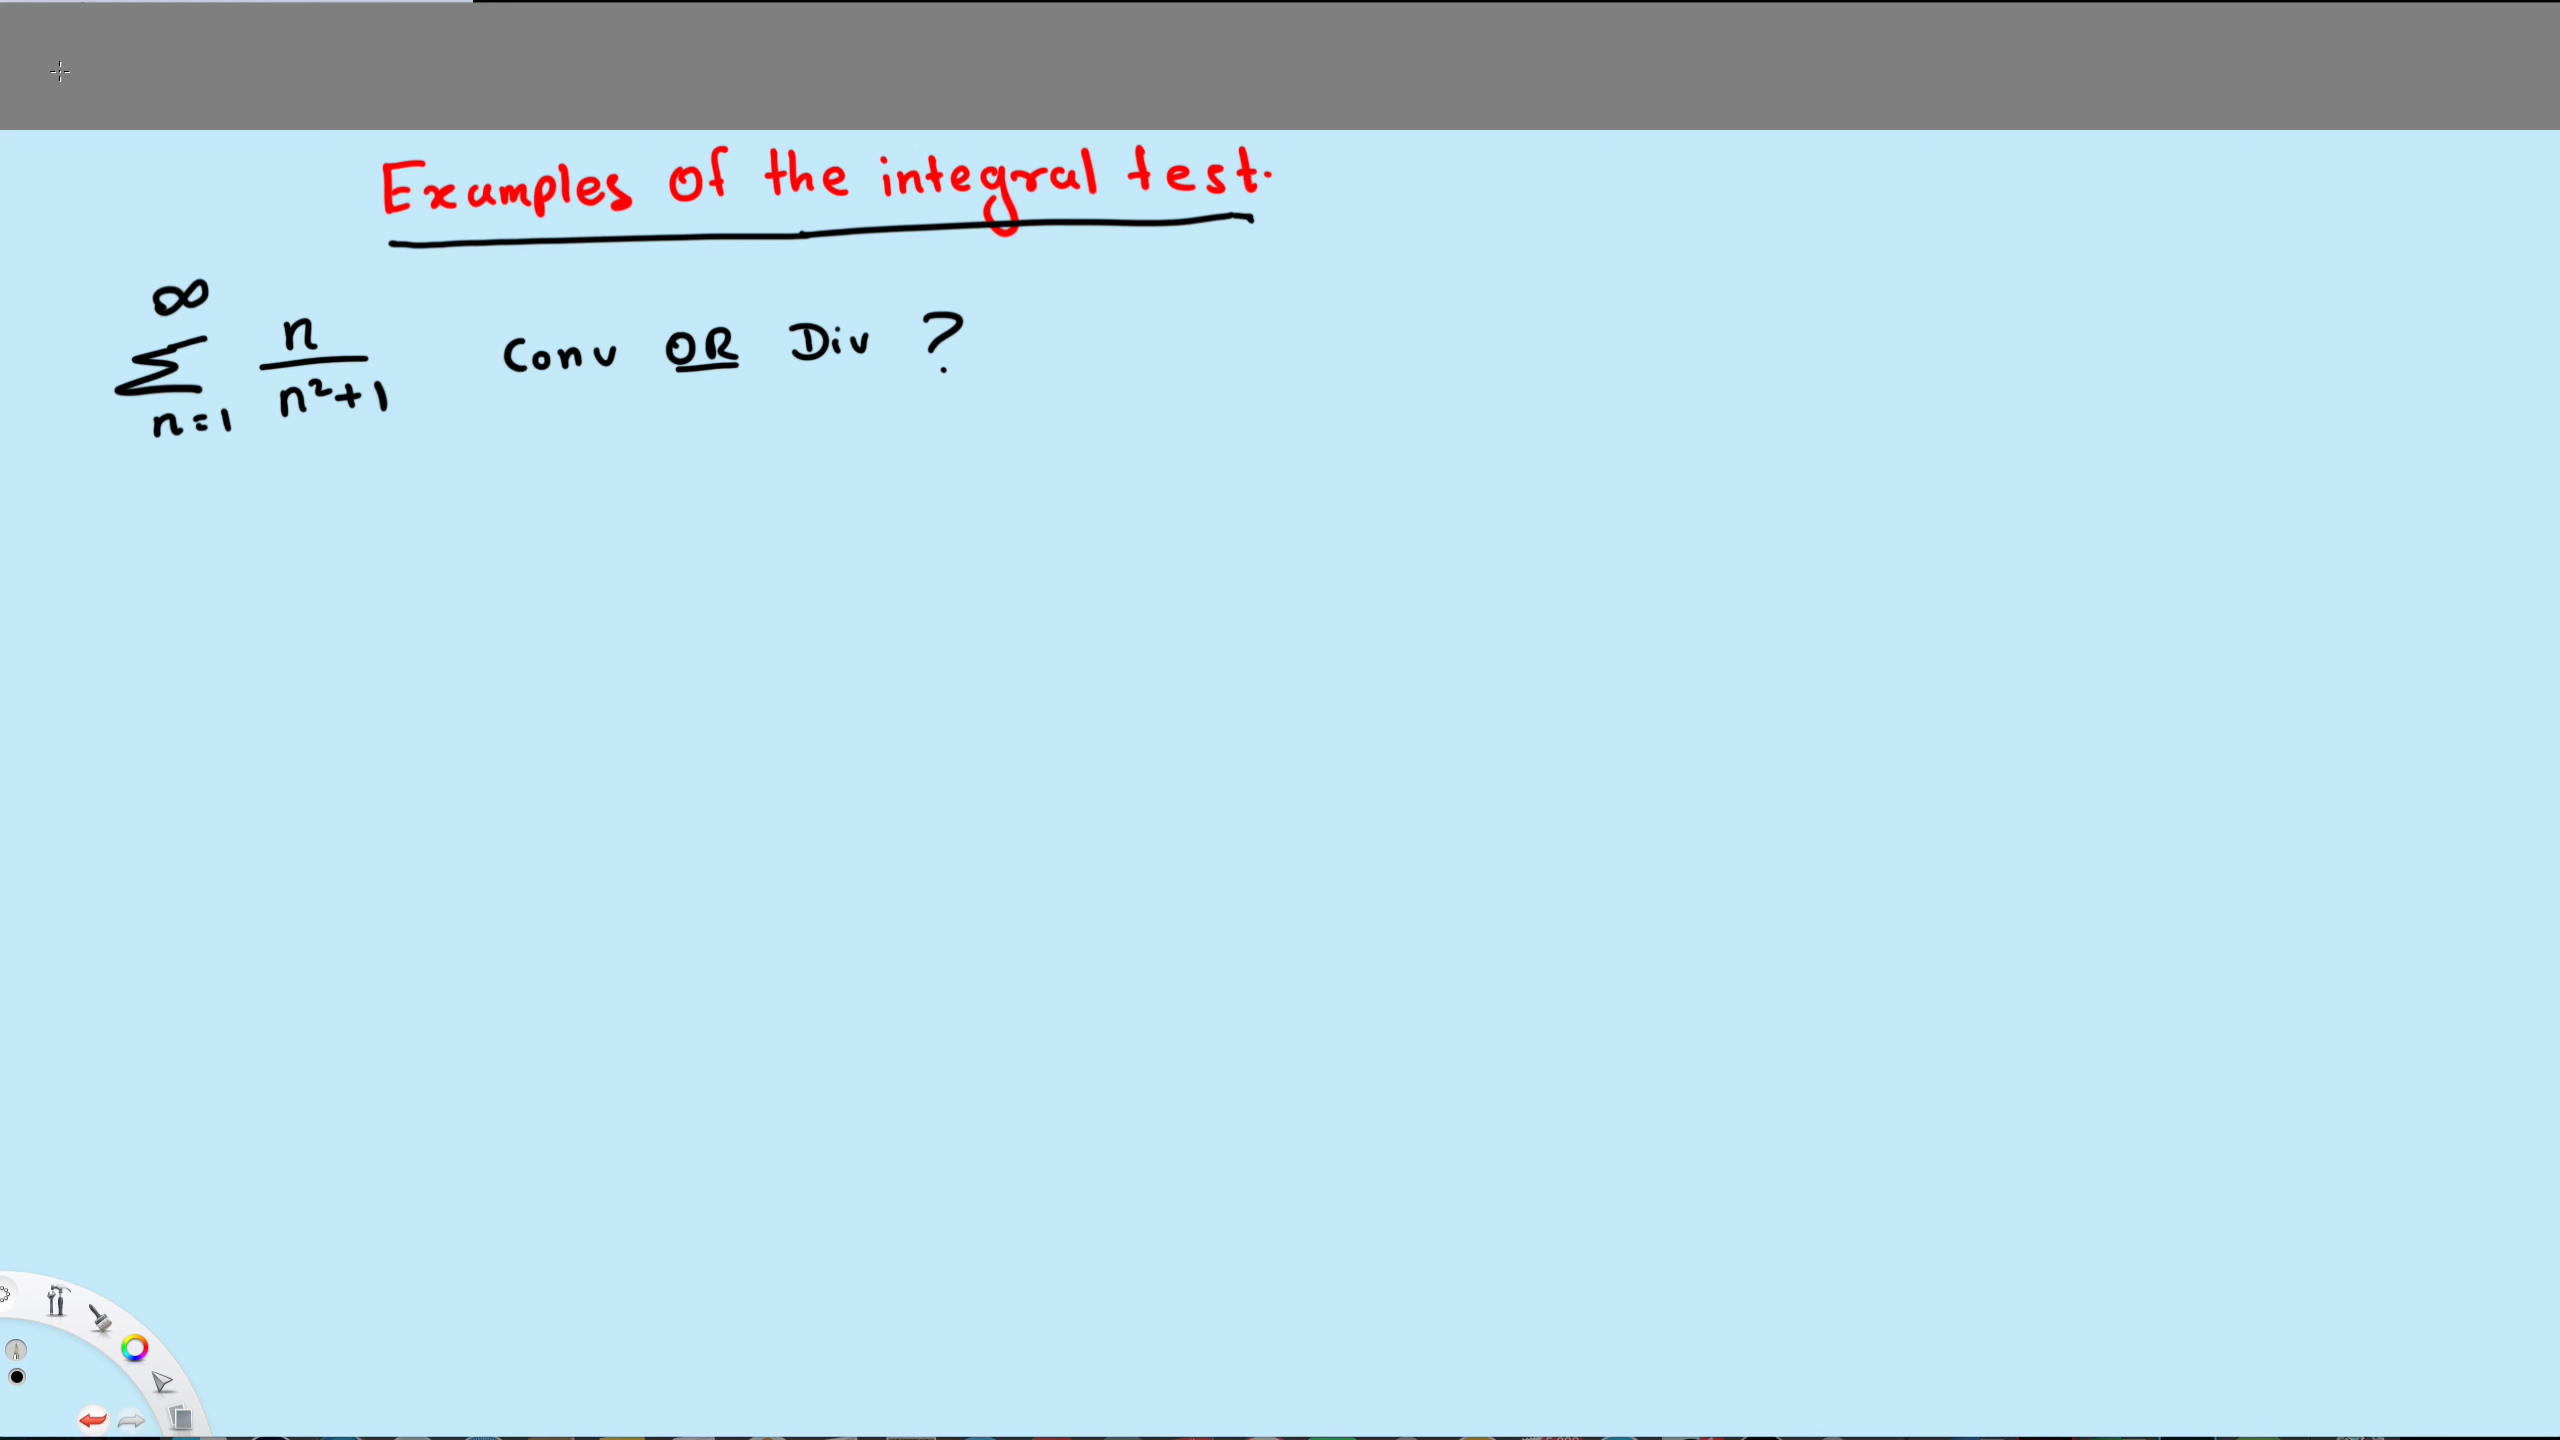 Examples of the integral test.
∞
∑ n/(n²+1) Conv OR Div ?
n=1